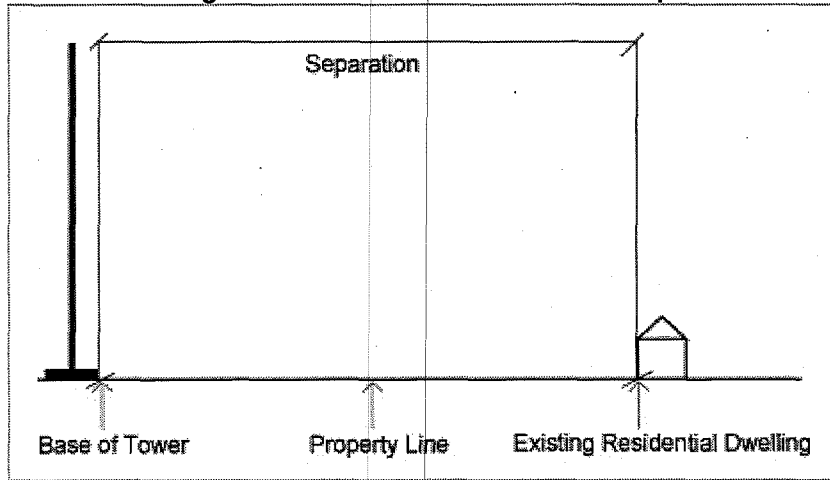 Separation
Base of Tower
Property Line
Existing Residential Dwelling